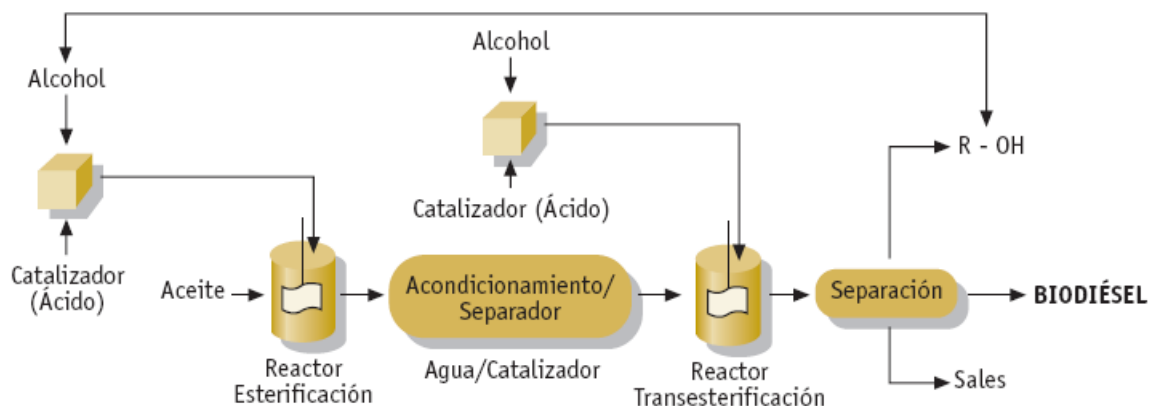 Alcohol
Alcohol
R - OH
Catalizador (Ácido)
Catalizador
(Ácido)
Aceite
Acondicionamiento/
Separador
Separación
BIODIÉSEL
Reactor
Esterificación
Agua/Catalizador
Reactor
Transesterificación
Sales